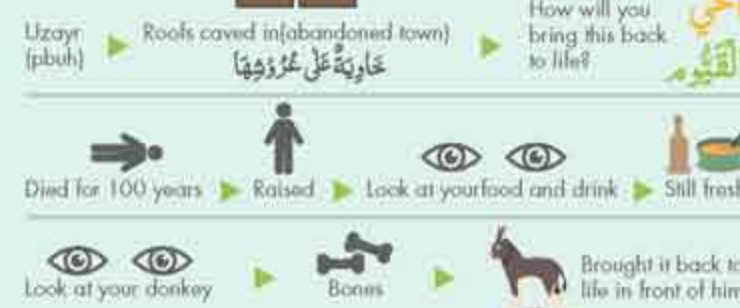 Uzayr
(pbuh)
Roofs caved in(abandoned town)
خَاوِيَةٌ عَلَىٰ عُرُوشِهَا
How will you
bring this back
to life?
Died for 100 years
Raised
Look at yourfood and drink
Still fresh
Look at your donkey
Bones
Brought it back to
life in front of him